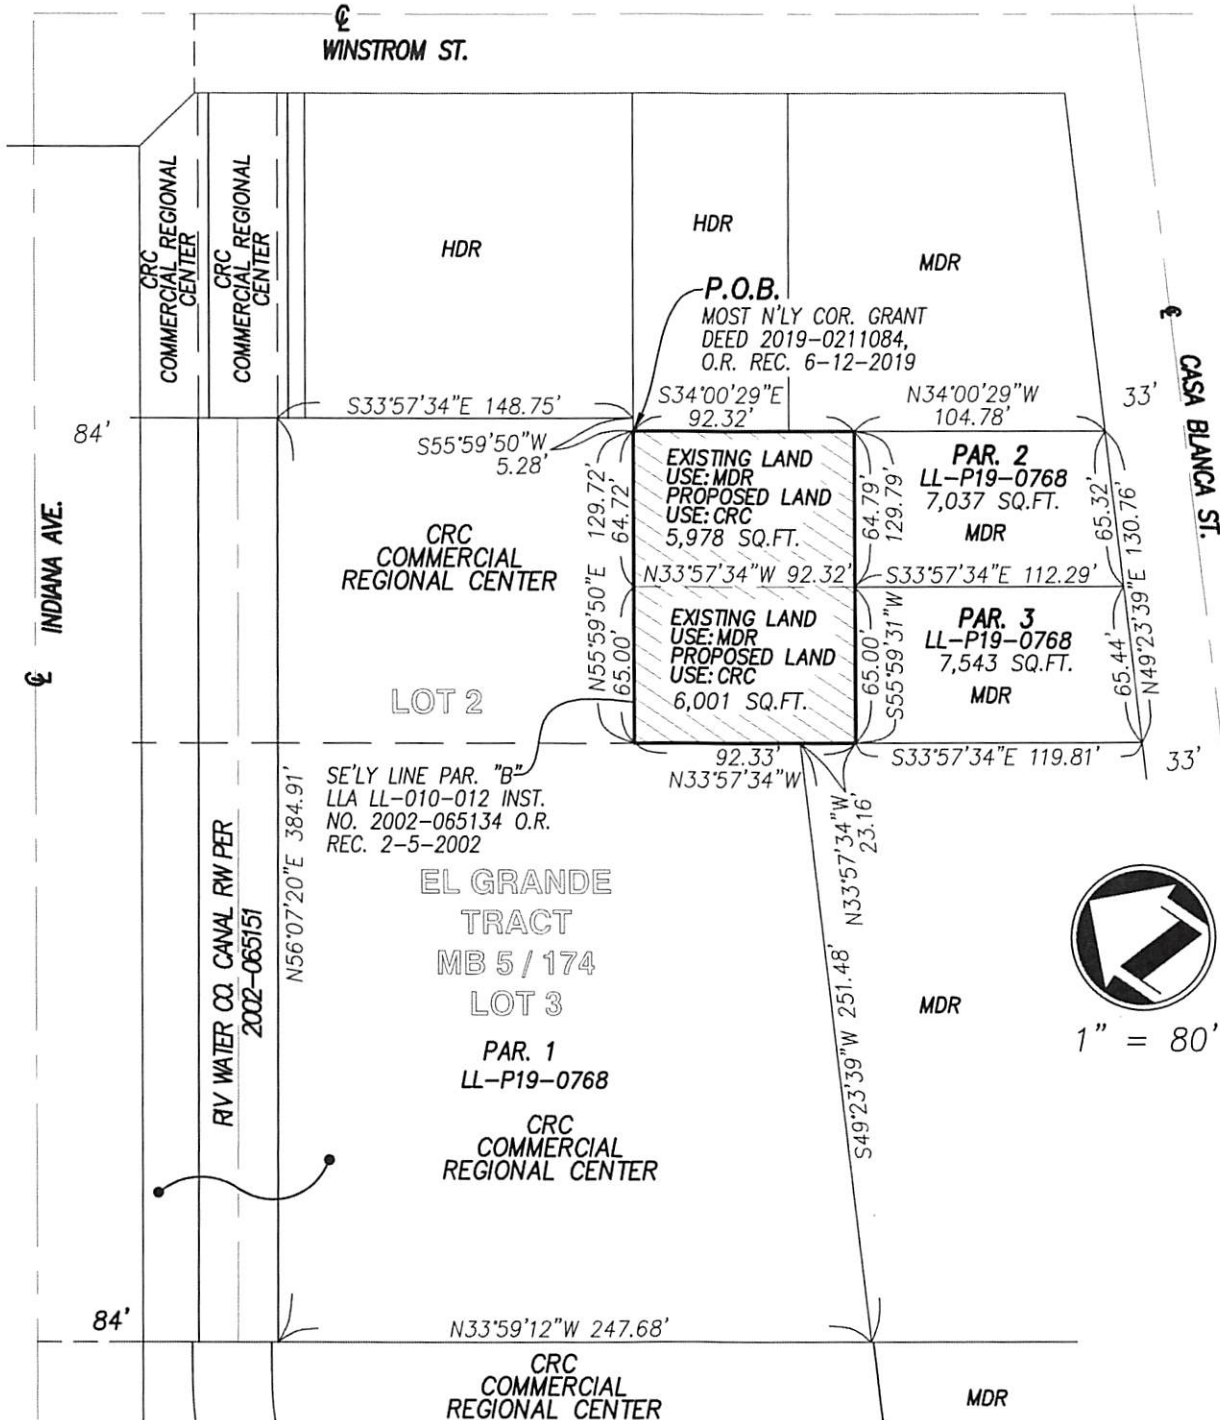 ℄
WINSTROM ST.
CRC
COMMERCIAL REGIONAL
CENTER
CRC
COMMERCIAL REGIONAL
CENTER
HDR
HDR
MDR
P.O.B.
MOST N'LY COR. GRANT
DEED 2019-0211084,
O.R. REC. 6-12-2019
℄ CASA BLANCA ST.
S33°57'34"E 148.75'
S34°00'29"E
92.32'
N34°00'29"W
104.78'
33'
84'
S55°59'50"W
5.28'
EXISTING LAND
USE: MDR
PROPOSED LAND
USE: CRC
5,978 SQ.FT.
PAR. 2
LL-P19-0768
7,037 SQ.FT.
MDR
N55°59'50"E 129.72'
64.72'
64.79'
129.79'
65.32'
N49°23'39"E 130.76'
℄ INDIANA AVE.
CRC
COMMERCIAL
REGIONAL CENTER
N33°57'34"W 92.32'
S33°57'34"E 112.29'
EXISTING LAND
USE: MDR
PROPOSED LAND
USE: CRC
6,001 SQ.FT.
PAR. 3
LL-P19-0768
7,543 SQ.FT.
MDR
65.00'
65.00'
S55°59'31"W
65.44'
LOT 2
92.33'
N33°57'34"W
S33°57'34"E 119.81'
33'
SE'LY LINE PAR. "B"
LLA LL-010-012 INST.
NO. 2002-065134 O.R.
REC. 2-5-2002
N33°57'34"W
23.16'
N56°07'20"E 384.91'
RIV WATER CO. CANAL RW PER
2002-065151
EL GRANDE
TRACT
MB 5 / 174
LOT 3
PAR. 1
LL-P19-0768
CRC
COMMERCIAL
REGIONAL CENTER
S49°23'39"W 251.48'
MDR
1" = 80'
84'
N33°59'12"W 247.68'
CRC
COMMERCIAL
REGIONAL CENTER
MDR